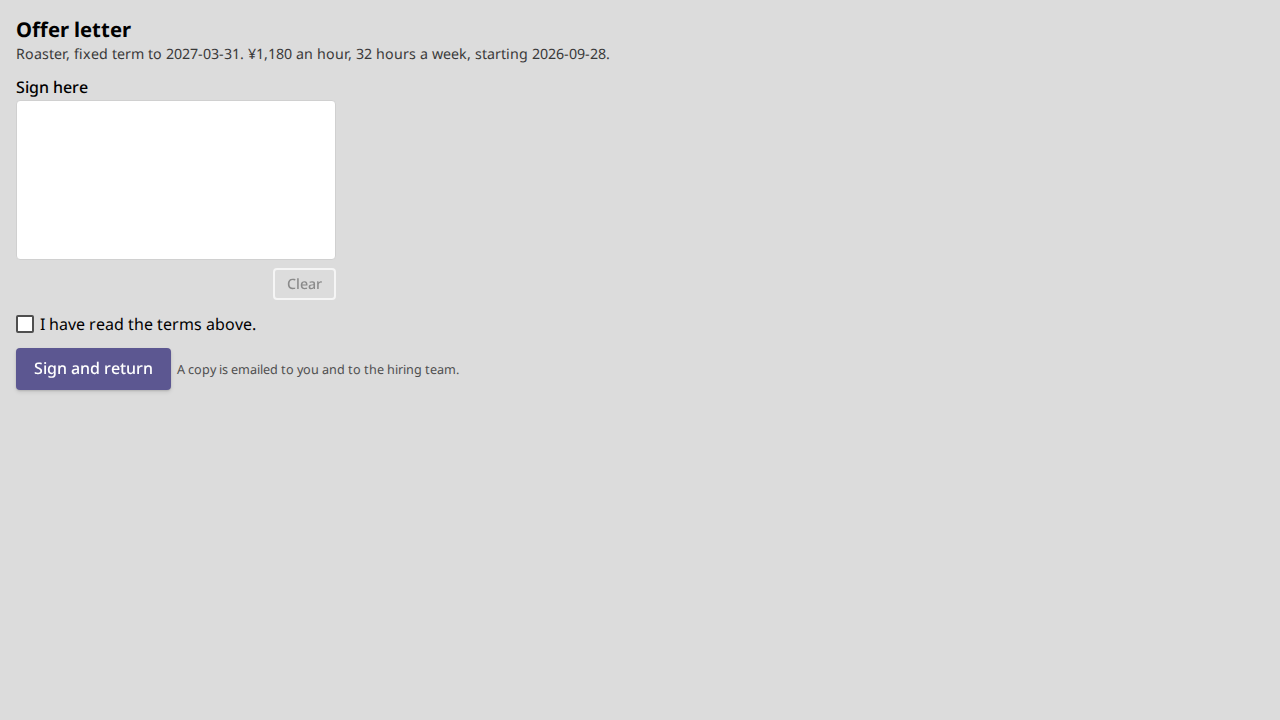 Offer letter
Roaster, fixed term to 2027-03-31. ¥1,180 an hour, 32 hours a week, starting 2026-09-28.
Sign here
Clear
I have read the terms above.
Sign and return
A copy is emailed to you and to the hiring team.